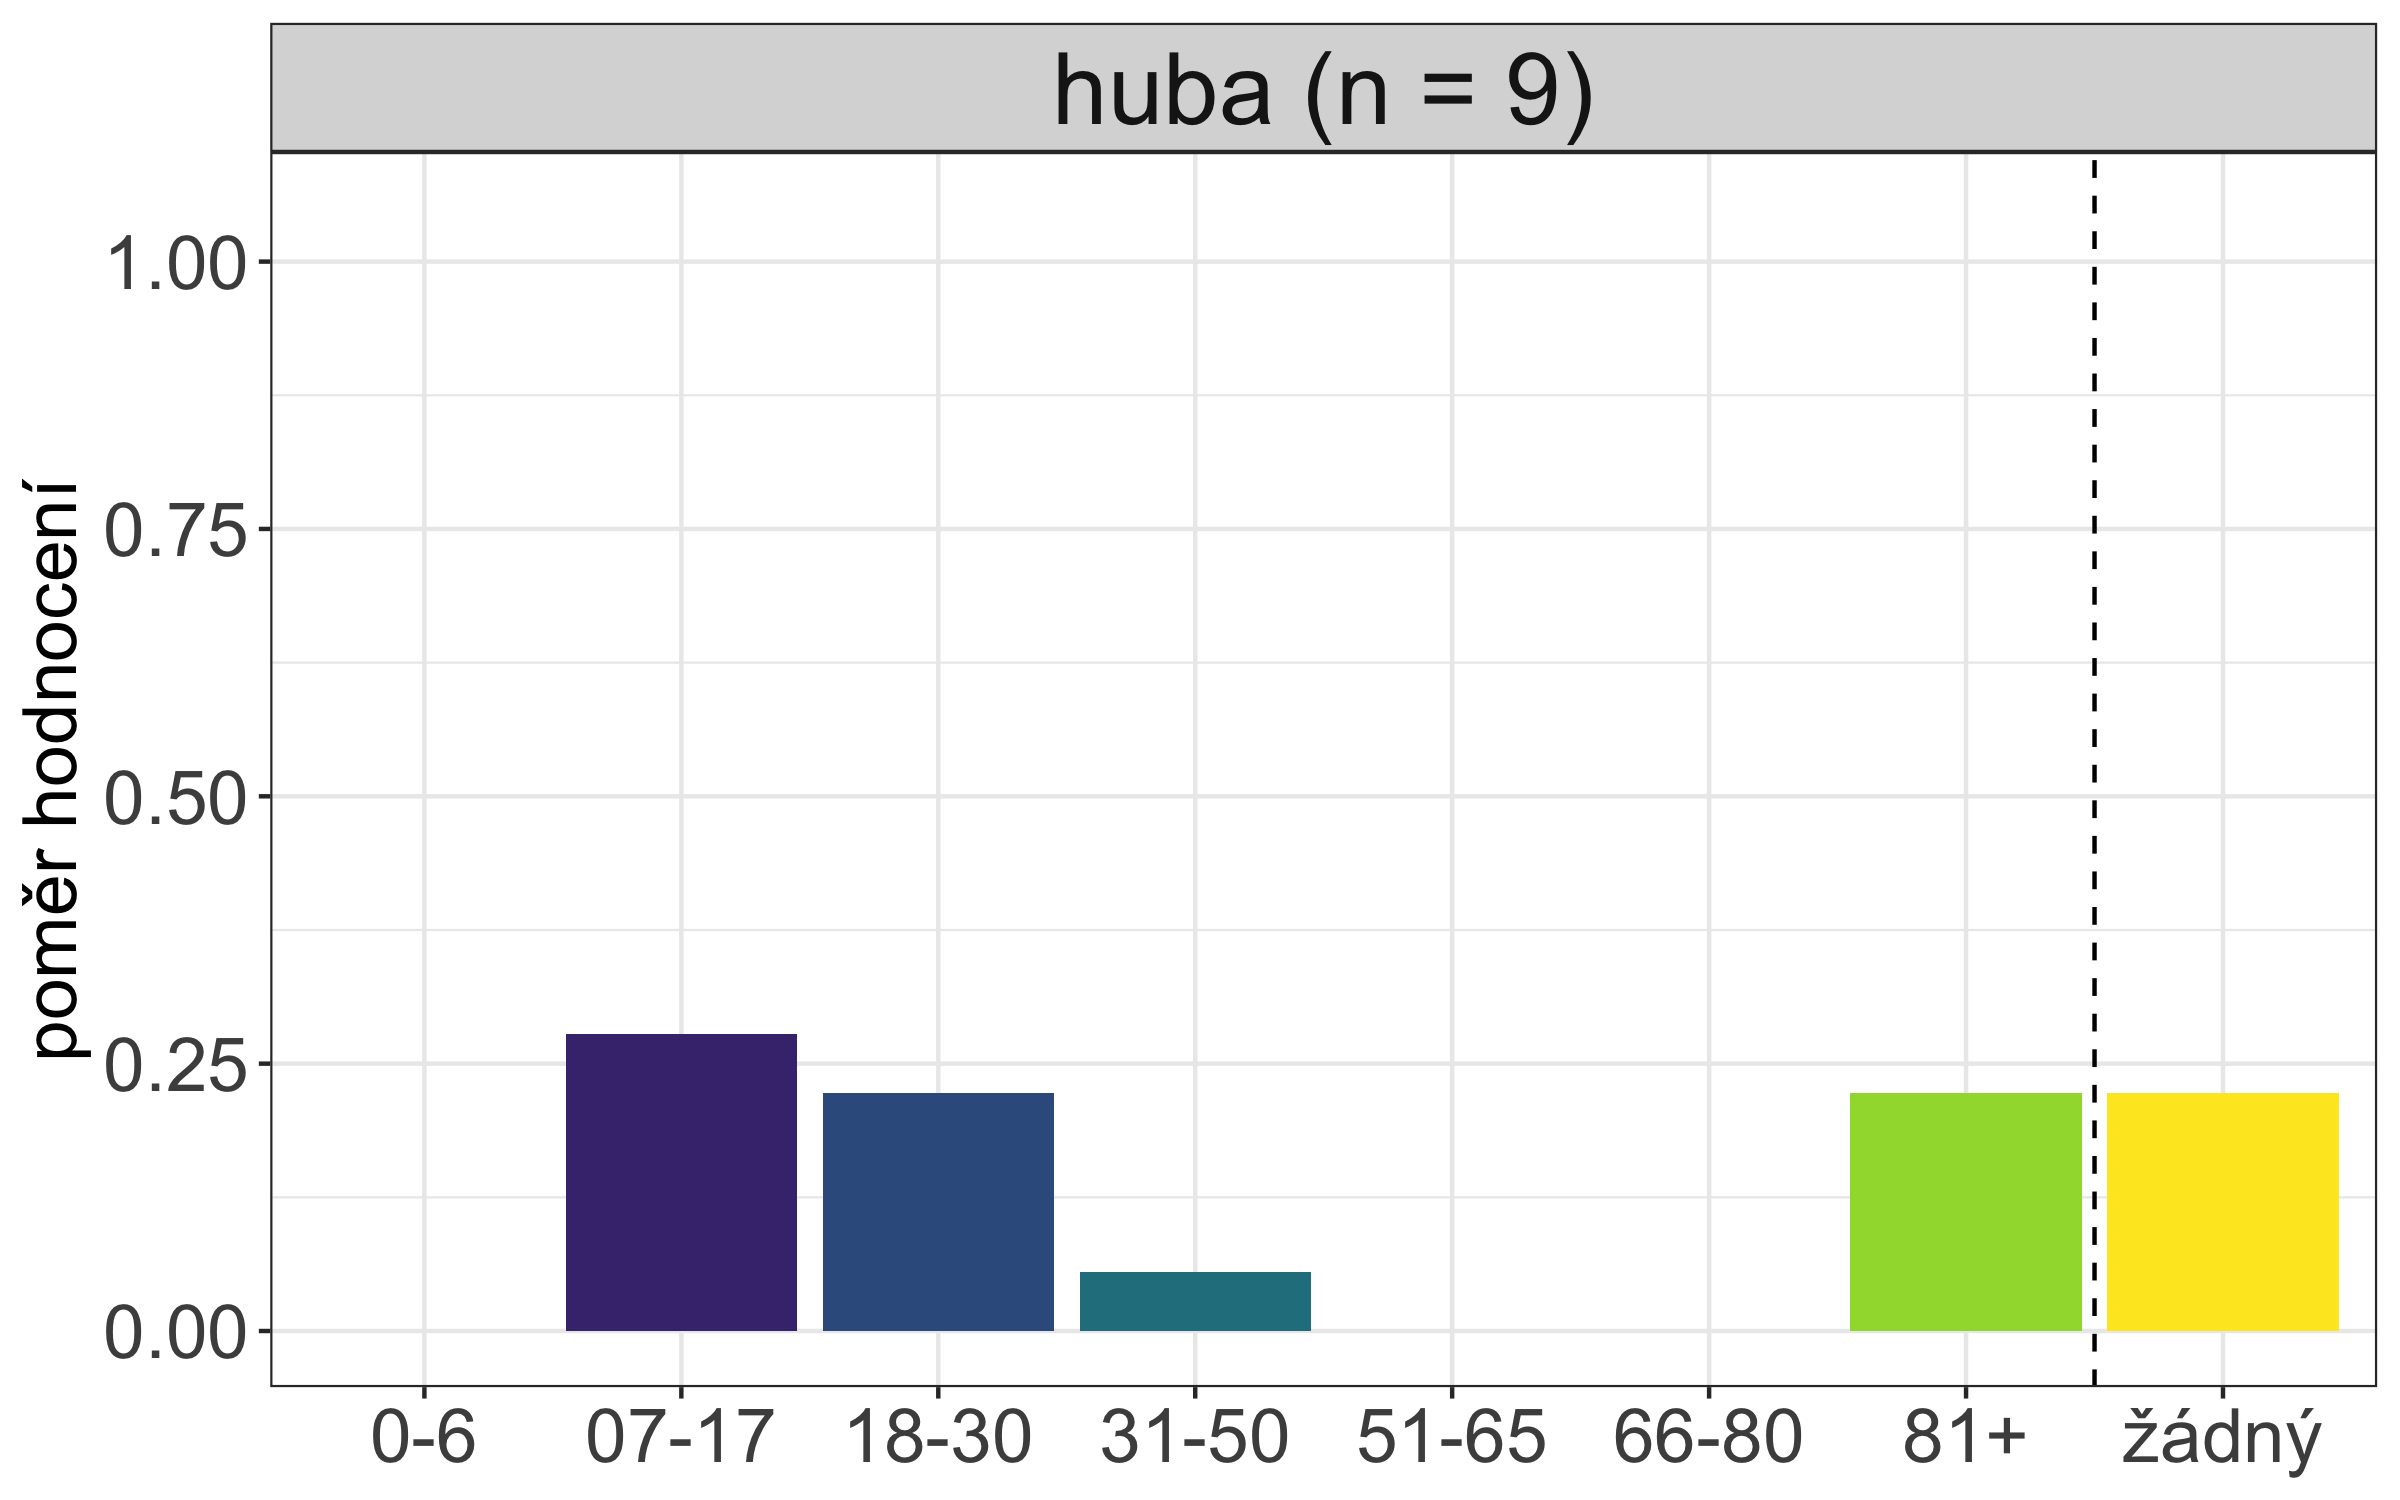 huba (n = 9)
poměr hodnocení
1.00
0.75
0.50
0.25
0.00
0-6 07-17 18-30 31-50 51-65 66-80 81+ žádný